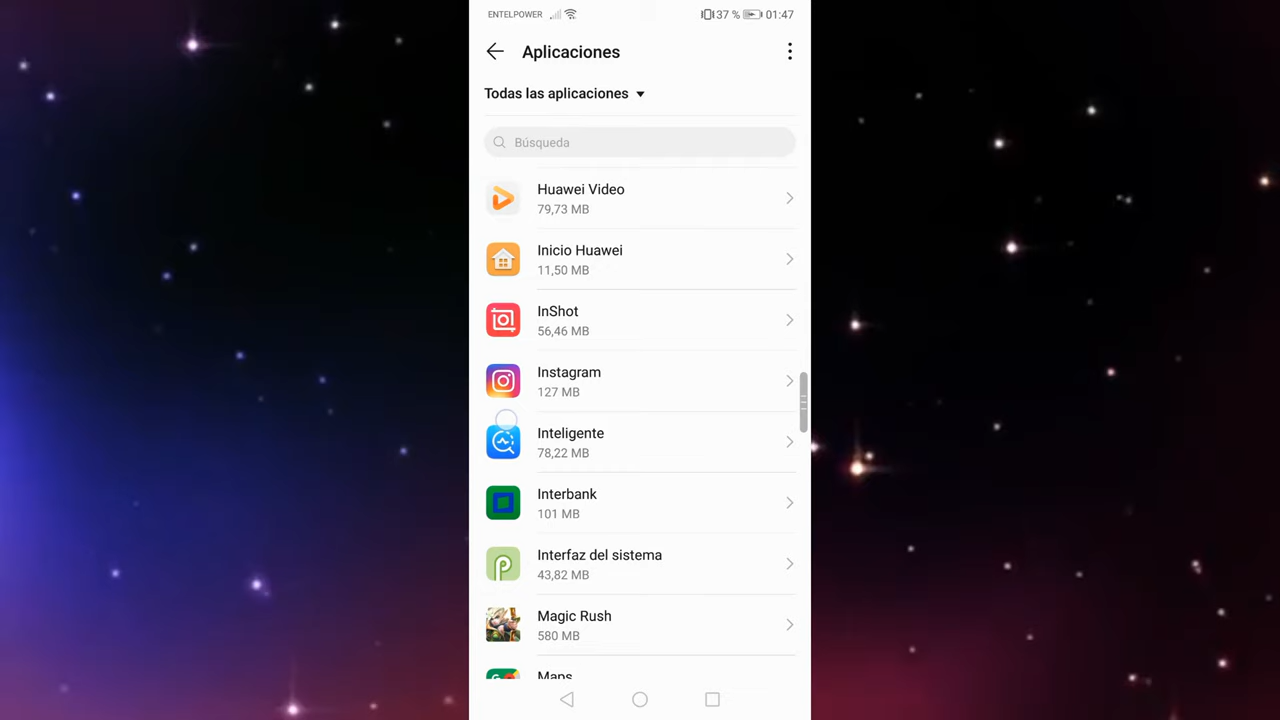 ENTELPOWER 37 % 01:47
Aplicaciones
Todas las aplicaciones
Búsqueda
Huawei Video
79,73 MB
Inicio Huawei
11,50 MB
InShot
56,46 MB
Instagram
127 MB
Inteligente
78,22 MB
Interbank
101 MB
Interfaz del sistema
43,82 MB
Magic Rush
580 MB
Maps